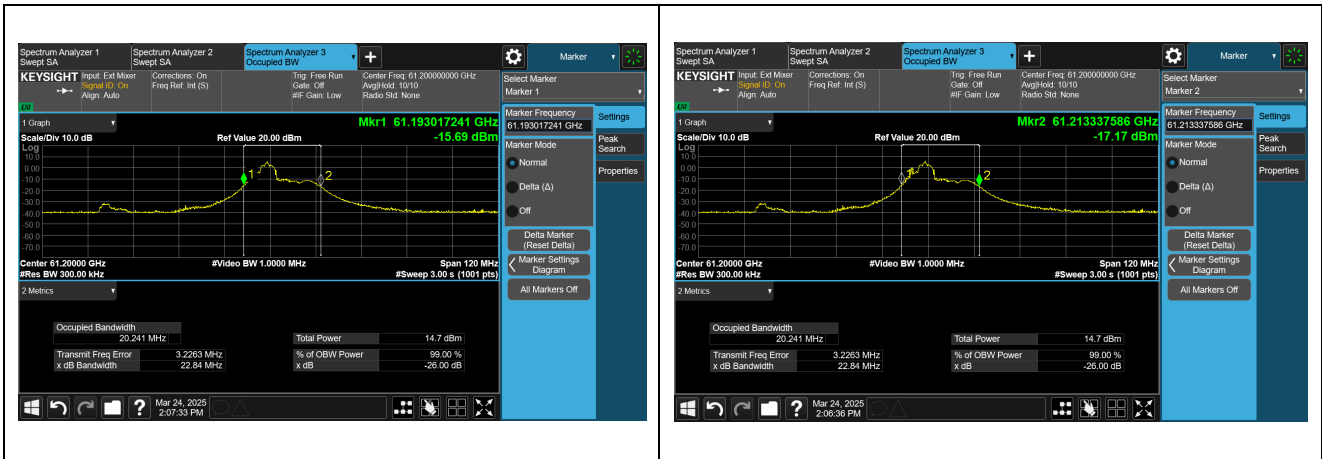 Spectrum Analyzer 1
Swept SA
Spectrum Analyzer 2
Swept SA
Spectrum Analyzer 3
Occupied BW
+
Marker
KEYSIGHT
Input: Ext Mixer
Signal ID: On
Align: Auto
Corrections: On
Freq Ref: Int (S)
Trig: Free Run
Gate: Off
#IF Gain: Low
Center Freq: 61.200000000 GHz
Avg|Hold: 10/10
Radio Std: None
LXI
Select Marker
Marker 1
1 Graph
Mkr1 61.193017241 GHz
Scale/Div 10.0 dB
Ref Value 20.00 dBm
-15.69 dBm
Log
10.0
0.00
-10.0
-20.0
-30.0
-40.0
-50.0
-60.0
-70.0
1
2
Center 61.20000 GHz
#Video BW 1.0000 MHz
Span 120 MHz
#Res BW 300.00 kHz
#Sweep 3.00 s (1001 pts)
Marker Frequency
61.193017241 GHz
Marker Mode
Normal
Delta (Δ)
Off
Delta Marker
(Reset Delta)
Marker Settings
Diagram
All Markers Off
Settings
Peak
Search
Properties
2 Metrics
Occupied Bandwidth
20.241 MHz
Total Power 14.7 dBm
Transmit Freq Error 3.2263 MHz
% of OBW Power 99.00 %
x dB Bandwidth 22.84 MHz
x dB -26.00 dB
?
Mar 24, 2025
2:07:33 PM
Spectrum Analyzer 1
Swept SA
Spectrum Analyzer 2
Swept SA
Spectrum Analyzer 3
Occupied BW
+
Marker
KEYSIGHT
Input: Ext Mixer
Signal ID: On
Align: Auto
Corrections: On
Freq Ref: Int (S)
Trig: Free Run
Gate: Off
#IF Gain: Low
Center Freq: 61.200000000 GHz
Avg|Hold: 10/10
Radio Std: None
LXI
Select Marker
Marker 2
1 Graph
Mkr2 61.213337586 GHz
Scale/Div 10.0 dB
Ref Value 20.00 dBm
-17.17 dBm
Log
10.0
0.00
-10.0
-20.0
-30.0
-40.0
-50.0
-60.0
-70.0
1
2
Center 61.20000 GHz
#Video BW 1.0000 MHz
Span 120 MHz
#Res BW 300.00 kHz
#Sweep 3.00 s (1001 pts)
Marker Frequency
61.213337586 GHz
Marker Mode
Normal
Delta (Δ)
Off
Delta Marker
(Reset Delta)
Marker Settings
Diagram
All Markers Off
Settings
Peak
Search
Properties
2 Metrics
Occupied Bandwidth
20.241 MHz
Total Power 14.7 dBm
Transmit Freq Error 3.2263 MHz
% of OBW Power 99.00 %
x dB Bandwidth 22.84 MHz
x dB -26.00 dB
?
Mar 24, 2025
2:06:36 PM